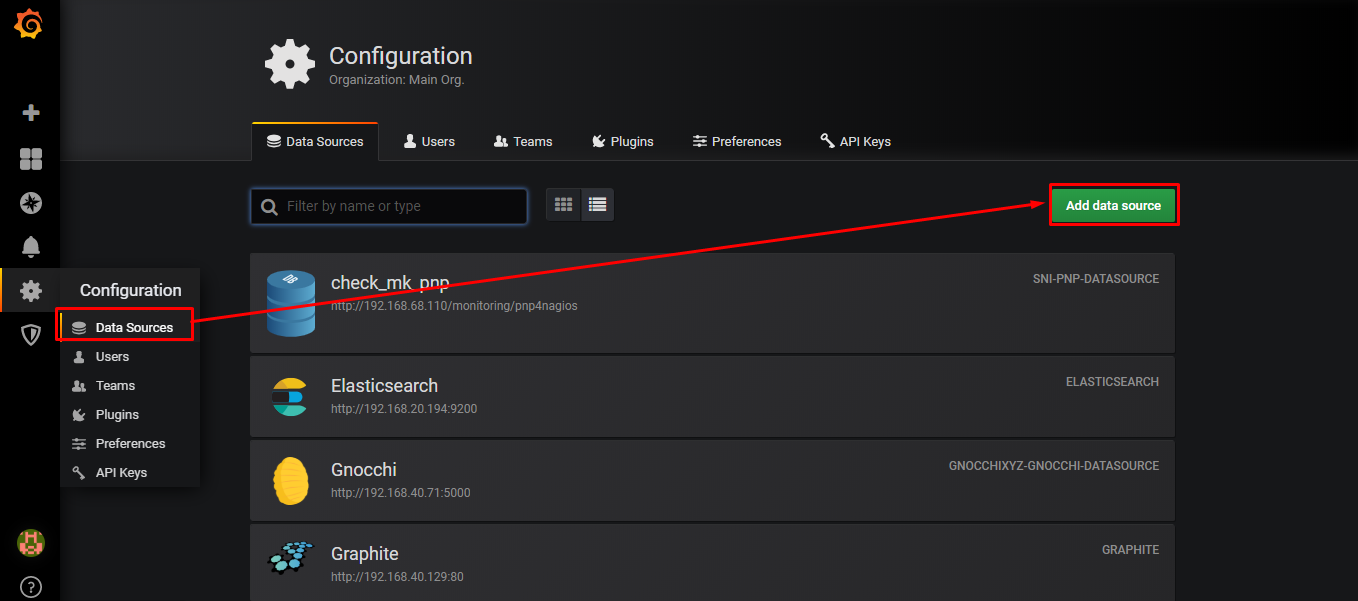 Configuration
Organization: Main Org.
Data Sources
Users
Teams
Plugins
Preferences
API Keys
Filter by name or type
Add data source
Configuration
Data Sources
Users
Teams
Plugins
Preferences
API Keys
check_mk_pnp
SNI-PNP-DATASOURCE
http://192.168.68.110/monitoring/pnp4nagios
Elasticsearch
ELASTICSEARCH
http://192.168.20.194:9200
Gnocchi
GNOCCHIXYZ-GNOCCHI-DATASOURCE
http://192.168.40.71:5000
Graphite
GRAPHITE
http://192.168.40.129:80
?